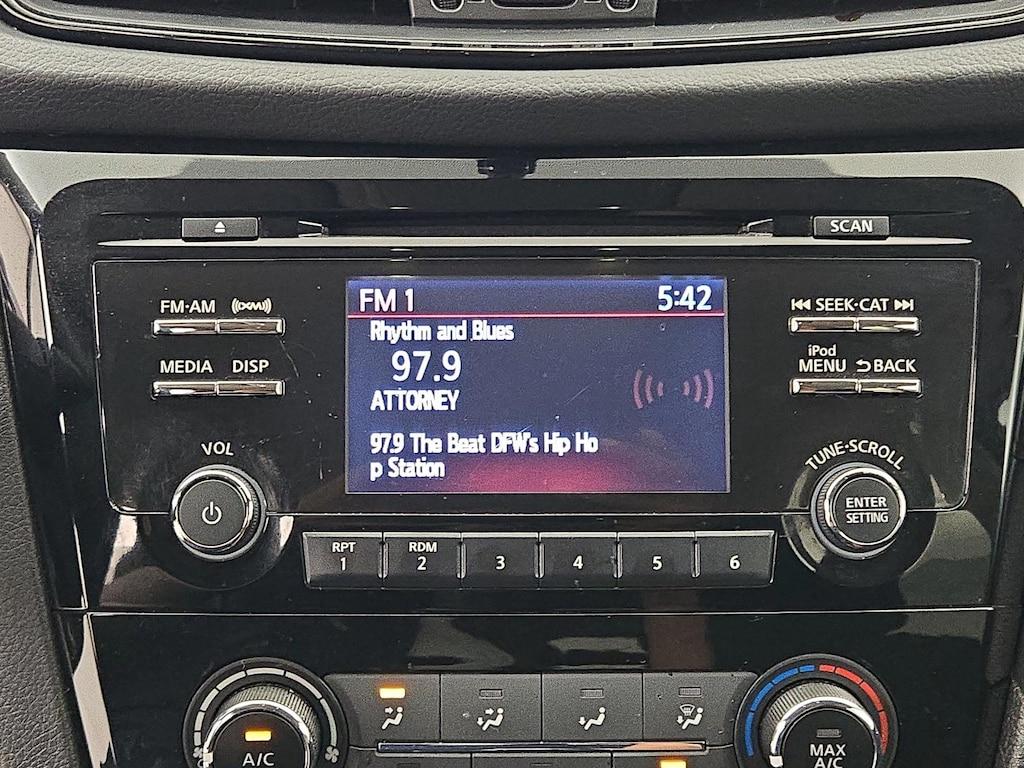 SCAN
FM·AM ((XM))
SEEK·CAT
MEDIA DISP
iPod
MENU BACK
FM 1 5:42
Rhythm and Blues
97.9
ATTORNEY
97.9 The Beat DFW's Hip Ho
p Station
VOL
TUNE·SCROLL
ENTER
SETTING
RPT RDM
1 2 3 4 5 6
A/C
MAX
A/C